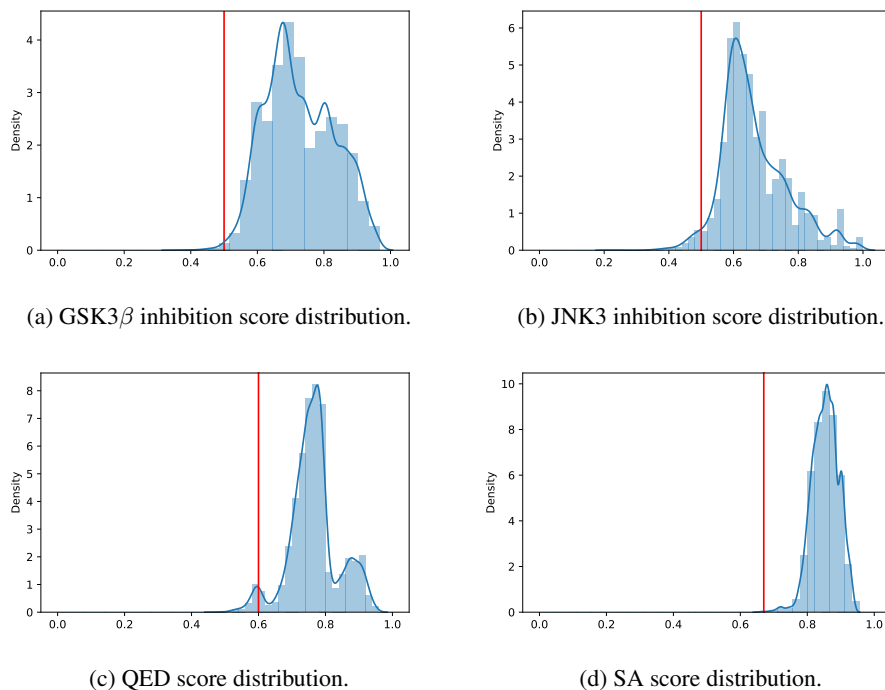 4
3
2
1
0
Density
0.0 0.2 0.4 0.6 0.8 1.0
(a) GSK3β inhibition score distribution.
6
5
4
3
2
1
0
Density
0.0 0.2 0.4 0.6 0.8 1.0
(b) JNK3 inhibition score distribution.
8
7
6
5
4
3
2
1
0
Density
0.0 0.2 0.4 0.6 0.8 1.0
(c) QED score distribution.
10
8
6
4
2
0
Density
0.0 0.2 0.4 0.6 0.8 1.0
(d) SA score distribution.